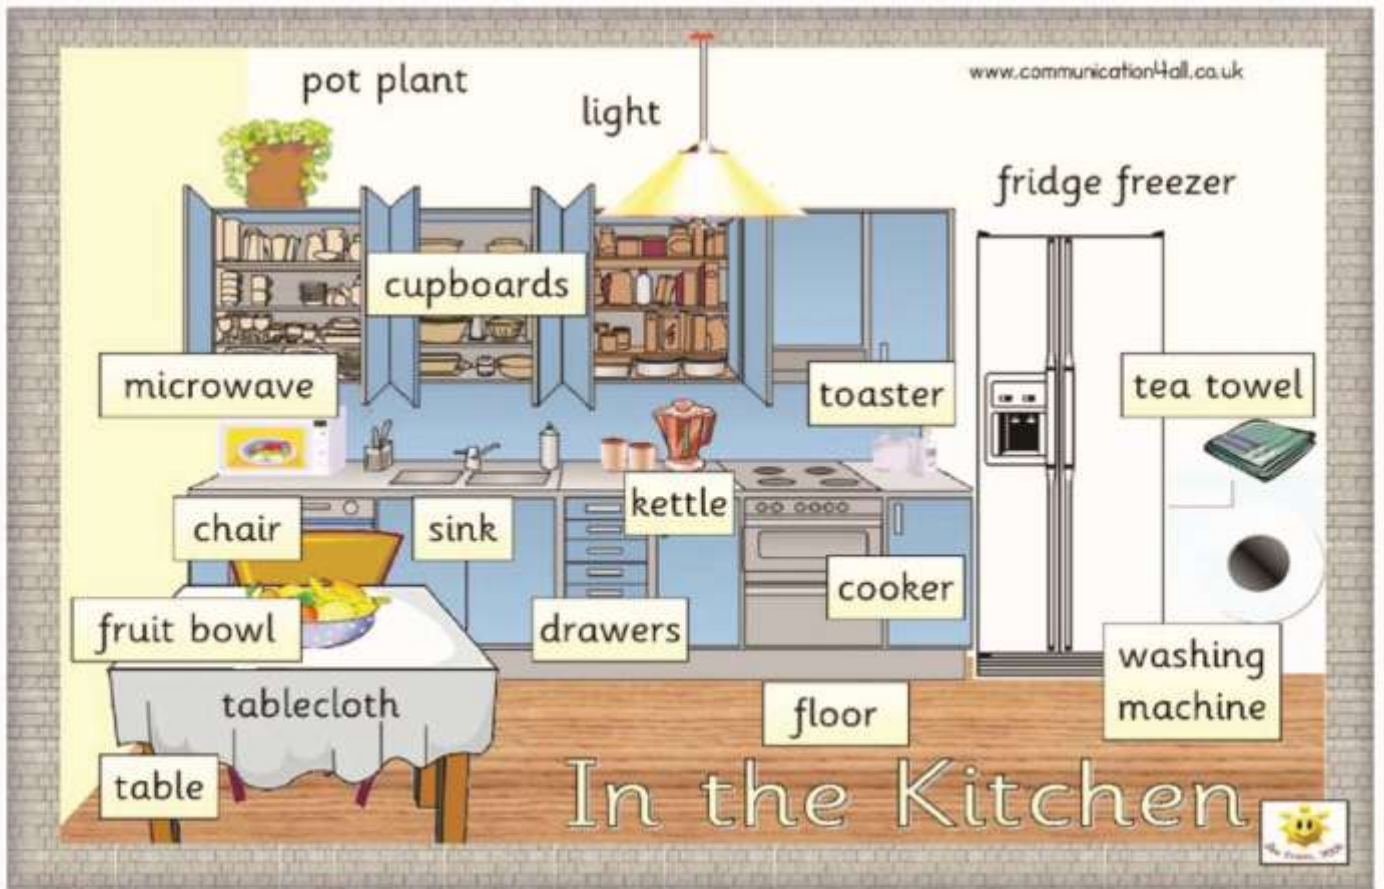 pot plant
light
www.communication4all.co.uk
fridge freezer
cupboards
microwave
toaster
tea towel
chair
sink
kettle
cooker
fruit bowl
drawers
washing
machine
tablecloth
floor
table
In the Kitchen